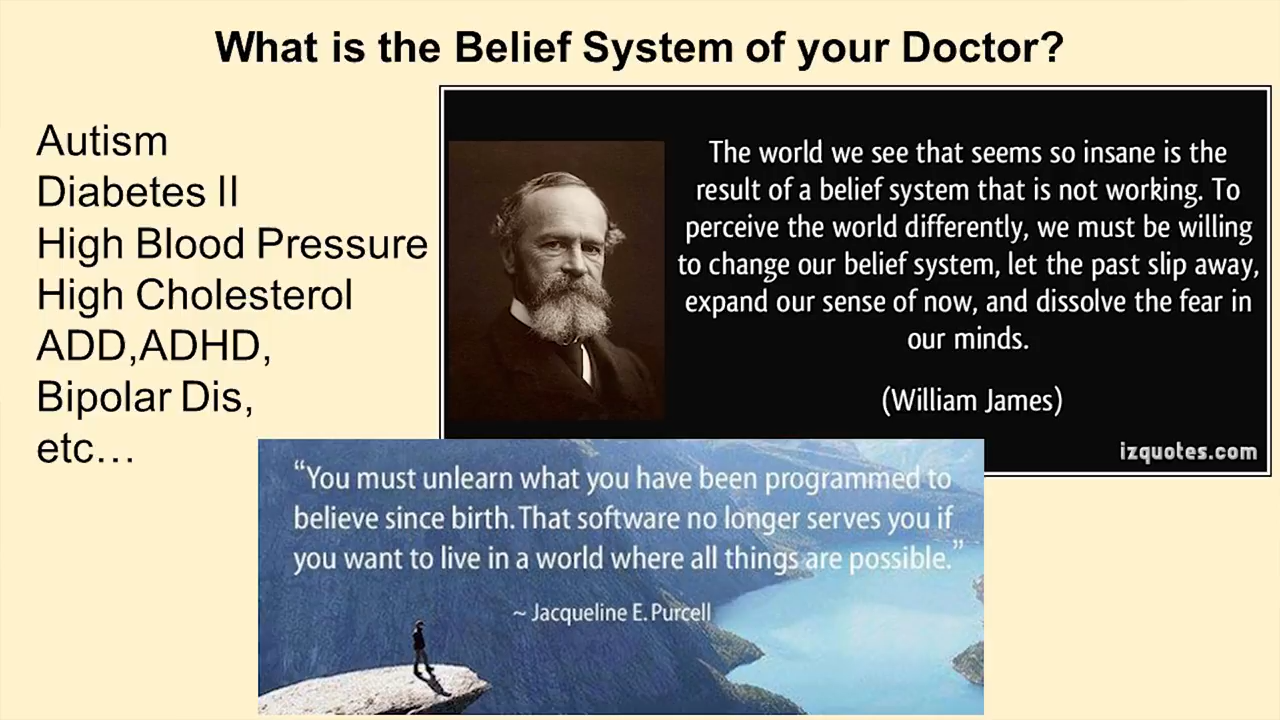 What is the Belief System of your Doctor?
Autism
Diabetes II
High Blood Pressure
High Cholesterol
ADD,ADHD,
Bipolar Dis,
etc…
The world we see that seems so insane is the
result of a belief system that is not working. To
perceive the world differently, we must be willing
to change our belief system, let the past slip away,
expand our sense of now, and dissolve the fear in
our minds.
(William James)
izquotes.com
“You must unlearn what you have been programmed to
believe since birth. That software no longer serves you if
you want to live in a world where all things are possible.”
~ Jacqueline E. Purcell